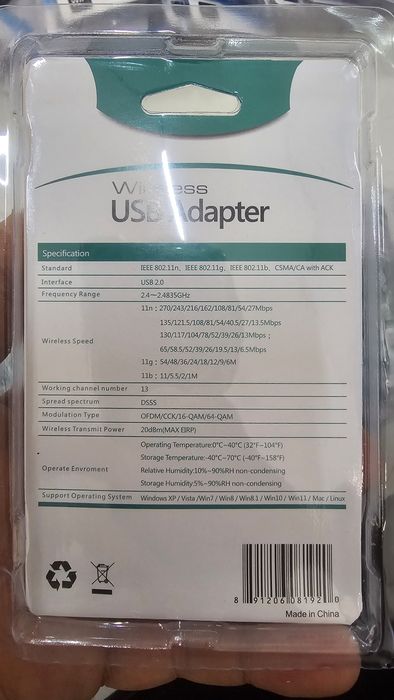 Wireless
USB Adapter
Specification
Standard IEEE 802.11n、IEEE 802.11g、IEEE 802.11b、CSMA/CA with ACK
Interface USB 2.0
Frequency Range 2.4～2.4835GHz
Wireless Speed
11n：270/243/216/162/108/81/54/27Mbps
135/121.5/108/81/54/40.5/27/13.5Mbps
130/117/104/78/52/39/26/13Mbps；
65/58.5/52/39/26/19.5/13/6.5Mbps
11g：54/48/36/24/18/12/9/6M
11b：11/5.5/2/1M
Working channel number 13
Spread spectrum DSSS
Modulation Type OFDM/CCK/16-QAM/64-QAM
Wireless Transmit Power 20dBm(MAX EIRP)
Operate Enviroment
Operating Temperature:0℃~40℃ (32℉~104℉)
Storage Temperature:-40℃~70℃ (-40℉~158℉)
Relative Humidity:10%~90%RH non-condensing
Storage Humidity:5%~90%RH non-condensing
Support Operating System Windows XP / Vista /Win7 / Win8 / Win8.1 / Win10 / Win11 / Mac / Linux
8 91206 08192 0
Made in China